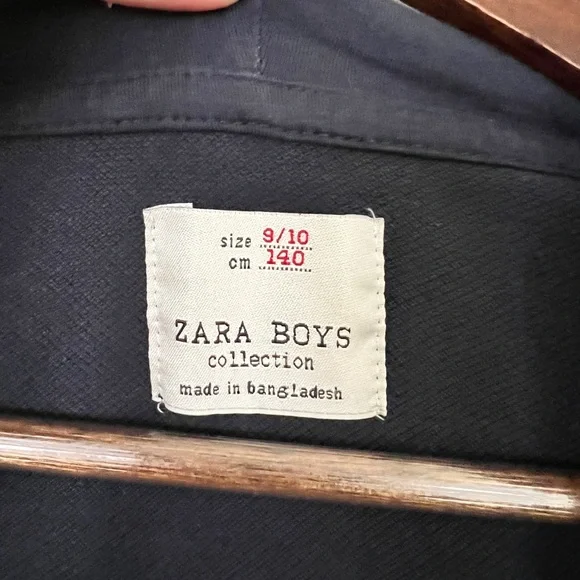 size 9/10
cm 140
ZARA BOYS
collection
made in bangladesh